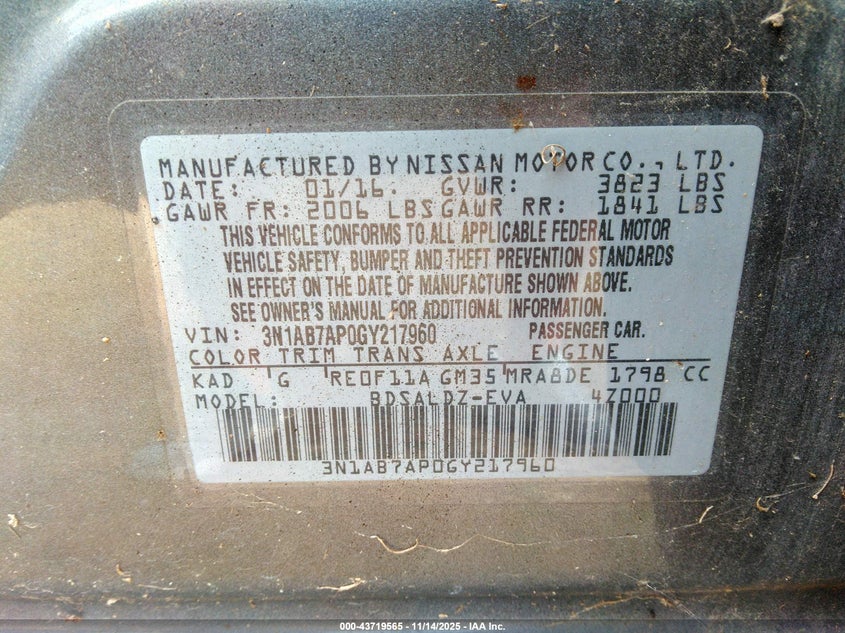 MANUFACTURED BY NISSAN MOTOR CO., LTD.
DATE: 01/16 GVWR: 3823 LBS
GAWR FR: 2006 LBS GAWR RR: 1841 LBS
THIS VEHICLE CONFORMS TO ALL APPLICABLE FEDERAL MOTOR
VEHICLE SAFETY, BUMPER AND THEFT PREVENTION STANDARDS
IN EFFECT ON THE DATE OF MANUFACTURE SHOWN ABOVE.
SEE OWNER'S MANUAL FOR ADDITIONAL INFORMATION.
VIN: 3N1AB7AP0GY217960 PASSENGER CAR.
COLOR TRIM TRANS AXLE ENGINE
KAD G RE0F11A GM35 MRA8DE 1798 CC
MODEL: BDSALDZ-EVA 4Z000
3N1AB7AP0GY217960
000-43719565 - 11/14/2025 - IAA Inc.